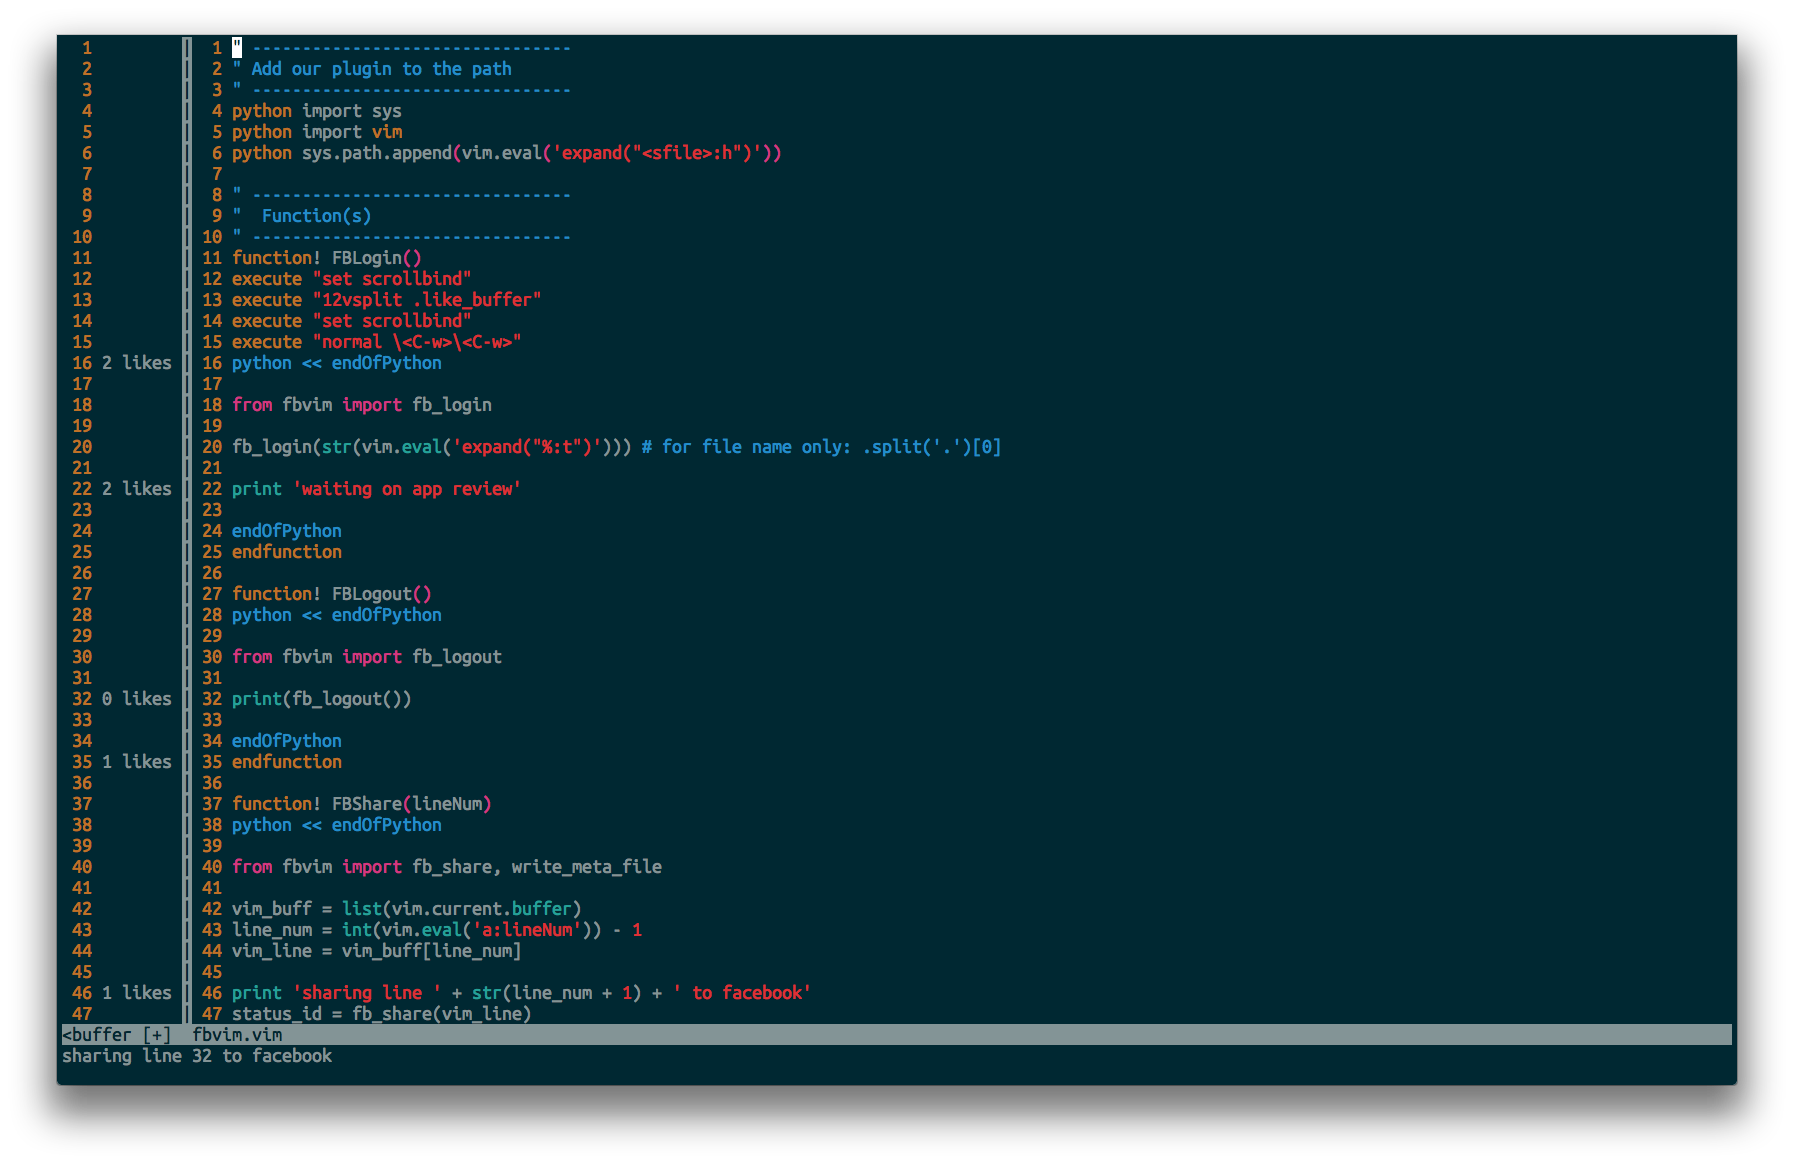 1 1 " --------------------------------
2 2 " Add our plugin to the path
3 3 " --------------------------------
4 4 python import sys
5 5 python import vim
6 6 python sys.path.append(vim.eval('expand("<sfile>:h")'))
7 7
8 8 " --------------------------------
9 9 "  Function(s)
10 10 " --------------------------------
11 11 function! FBLogin()
12 12 execute "set scrollbind"
13 13 execute "12vsplit .like_buffer"
14 14 execute "set scrollbind"
15 15 execute "normal \<C-w>\<C-w>"
16 2 likes 16 python << endOfPython
17 17
18 18 from fbvim import fb_login
19 19
20 20 fb_login(str(vim.eval('expand("%:t")'))) # for file name only: .split('.')[0]
21 21
22 2 likes 22 print 'waiting on app review'
23 23
24 24 endOfPython
25 25 endfunction
26 26
27 27 function! FBLogout()
28 28 python << endOfPython
29 29
30 30 from fbvim import fb_logout
31 31
32 0 likes 32 print(fb_logout())
33 33
34 34 endOfPython
35 1 likes 35 endfunction
36 36
37 37 function! FBShare(lineNum)
38 38 python << endOfPython
39 39
40 40 from fbvim import fb_share, write_meta_file
41 41
42 42 vim_buff = list(vim.current.buffer)
43 43 line_num = int(vim.eval('a:lineNum')) - 1
44 44 vim_line = vim_buff[line_num]
45 45
46 1 likes 46 print 'sharing line ' + str(line_num + 1) + ' to facebook'
47 47 status_id = fb_share(vim_line)
<buffer [+]  fbvim.vim
sharing line 32 to facebook